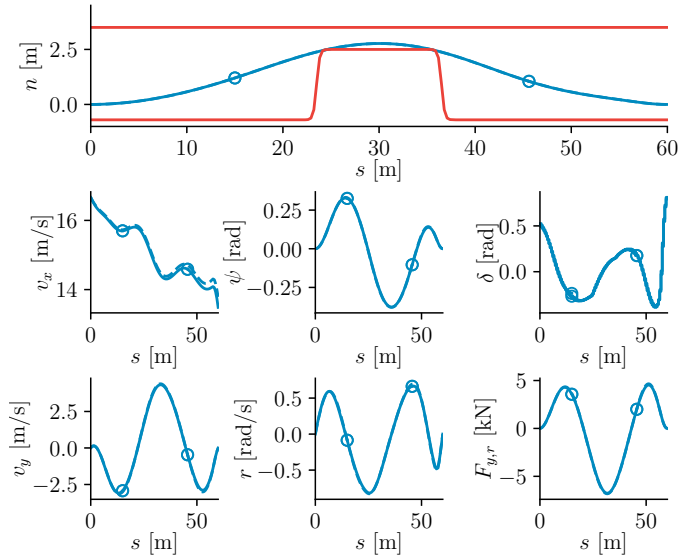 n [m]
2.5
0.0
0 10 20 30 40 50 60
s [m]
v_x [m/s]
16
14
0 50
s [m]
ψ [rad]
0.25
0.00
−0.25
0 50
s [m]
δ [rad]
0.5
0.0
0 50
s [m]
v_y [m/s]
2.5
0.0
−2.5
0 50
s [m]
r [rad/s]
0.5
0.0
−0.5
0 50
s [m]
F_{y,r} [kN]
5
0
−5
0 50
s [m]